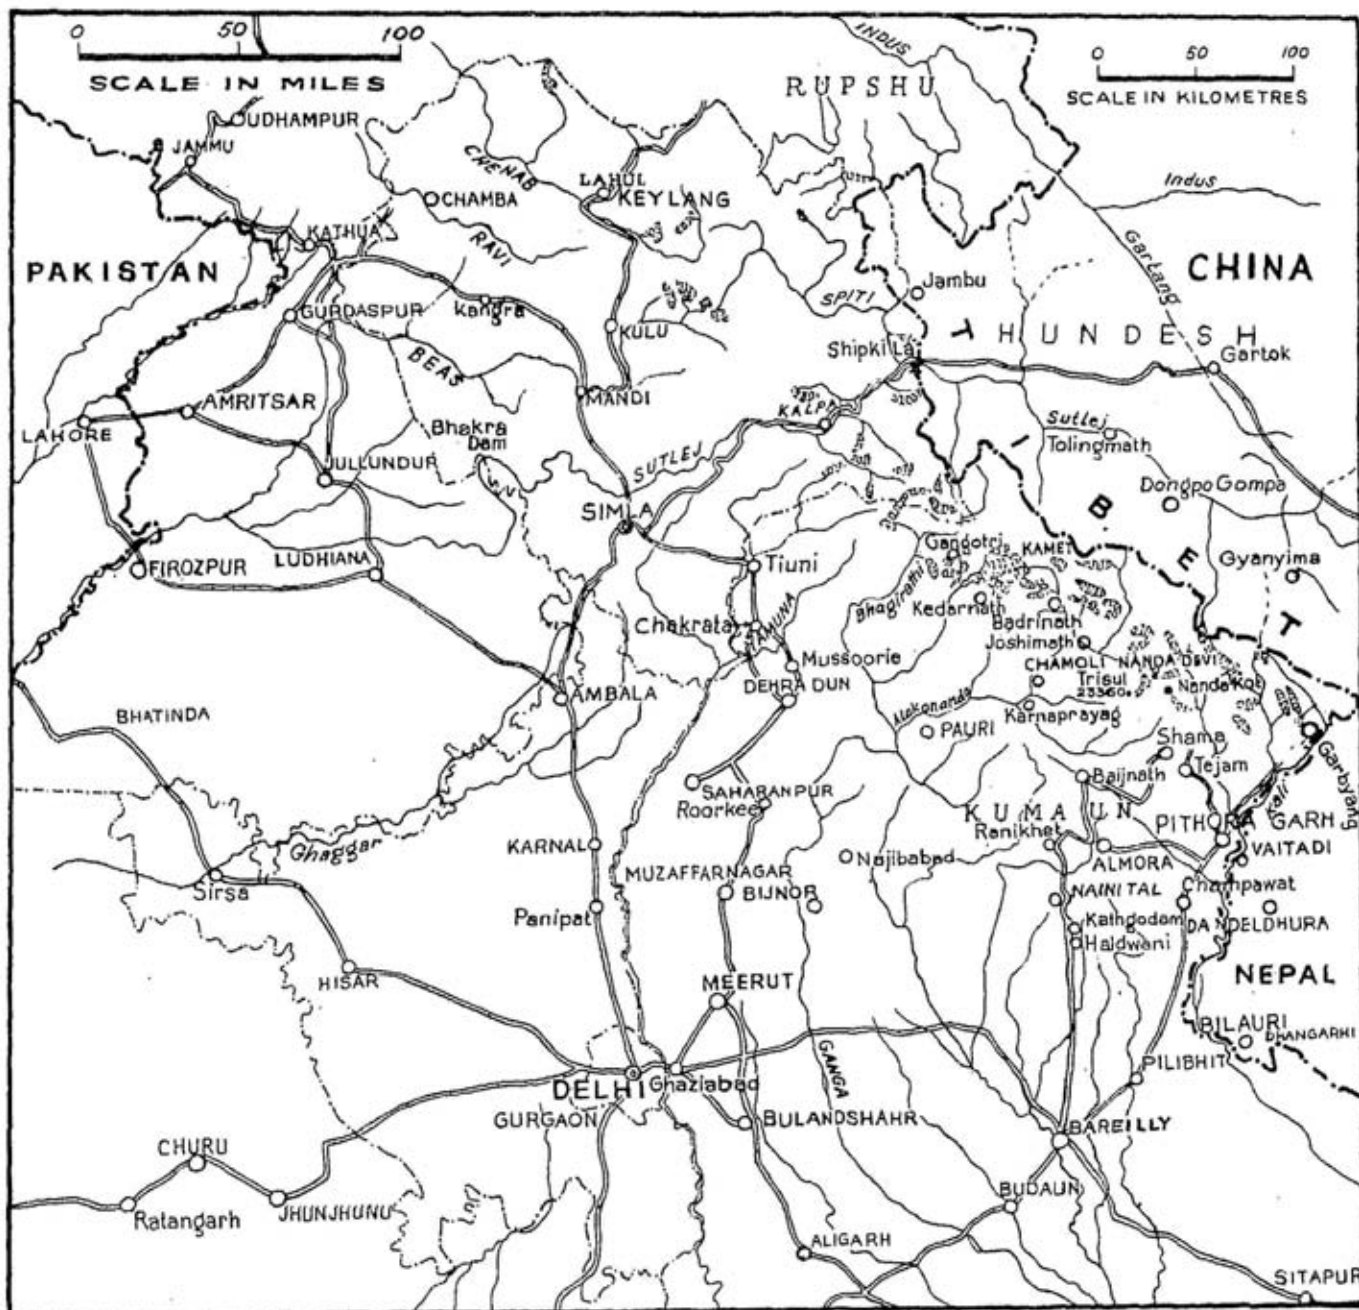 0 50 100
SCALE IN MILES
0 50 100
SCALE IN KILOMETRES
INDUS
RUPSHU
OUDHAMPUR
JAMMU
CHENAB
LAHUL
KEYLANG
CHAMBA
Indus
KATHUA
RAVI
Gartang
PAKISTAN
CHINA
Jambu
SPITI
Kangra
GURDASPUR
KULU
TIBET
THUNDESH
Shipki La
Gartok
BEAS
MANDI
KALPA
AMRITSAR
LAHORE
Bhakra
Dam
Sutlej
Tolingmath
JULLUNDUR
SUTLEJ
Dongpo Gompa
SIMLA
Gangotri
KAMET
FIROZPUR
LUDHIANA
Tiuni
Gyanyima
Bhagirathi
Kedarnath
Badrinath
Chakrata
YAMUNA
Joshimath
Mussoorie
CHAMOLI
NANDA DEVI
DEHRA DUN
Trisul
23360
Nanda Kot
AMBALA
Alakananda
Karnaprayag
BHATINDA
PAURI
Shama
Garbyang
Tejam
Baijnath
SAHARANPUR
Roorkee
Kali
KUMAUN
PITHORA GARH
Ghaggar
KARNAL
Ranikhet
ALMORA
VAITADI
Najibabad
Sirsa
MUZAFFARNAGAR
BIJNOR
NAINITAL
Champawat
Panipat
Kathgodam
DANDELDHURA
Haldwani
HISAR
MEERUT
NEPAL
BILAURI
DHANGARHI
GANGA
PILIBHIT
DELHI
Ghaziabad
GURGAON
BULANDSHAHR
BAREILLY
CHURU
BUDAUN
Ratangarh
JHUNJHUNU
ALIGARH
SITAPUR